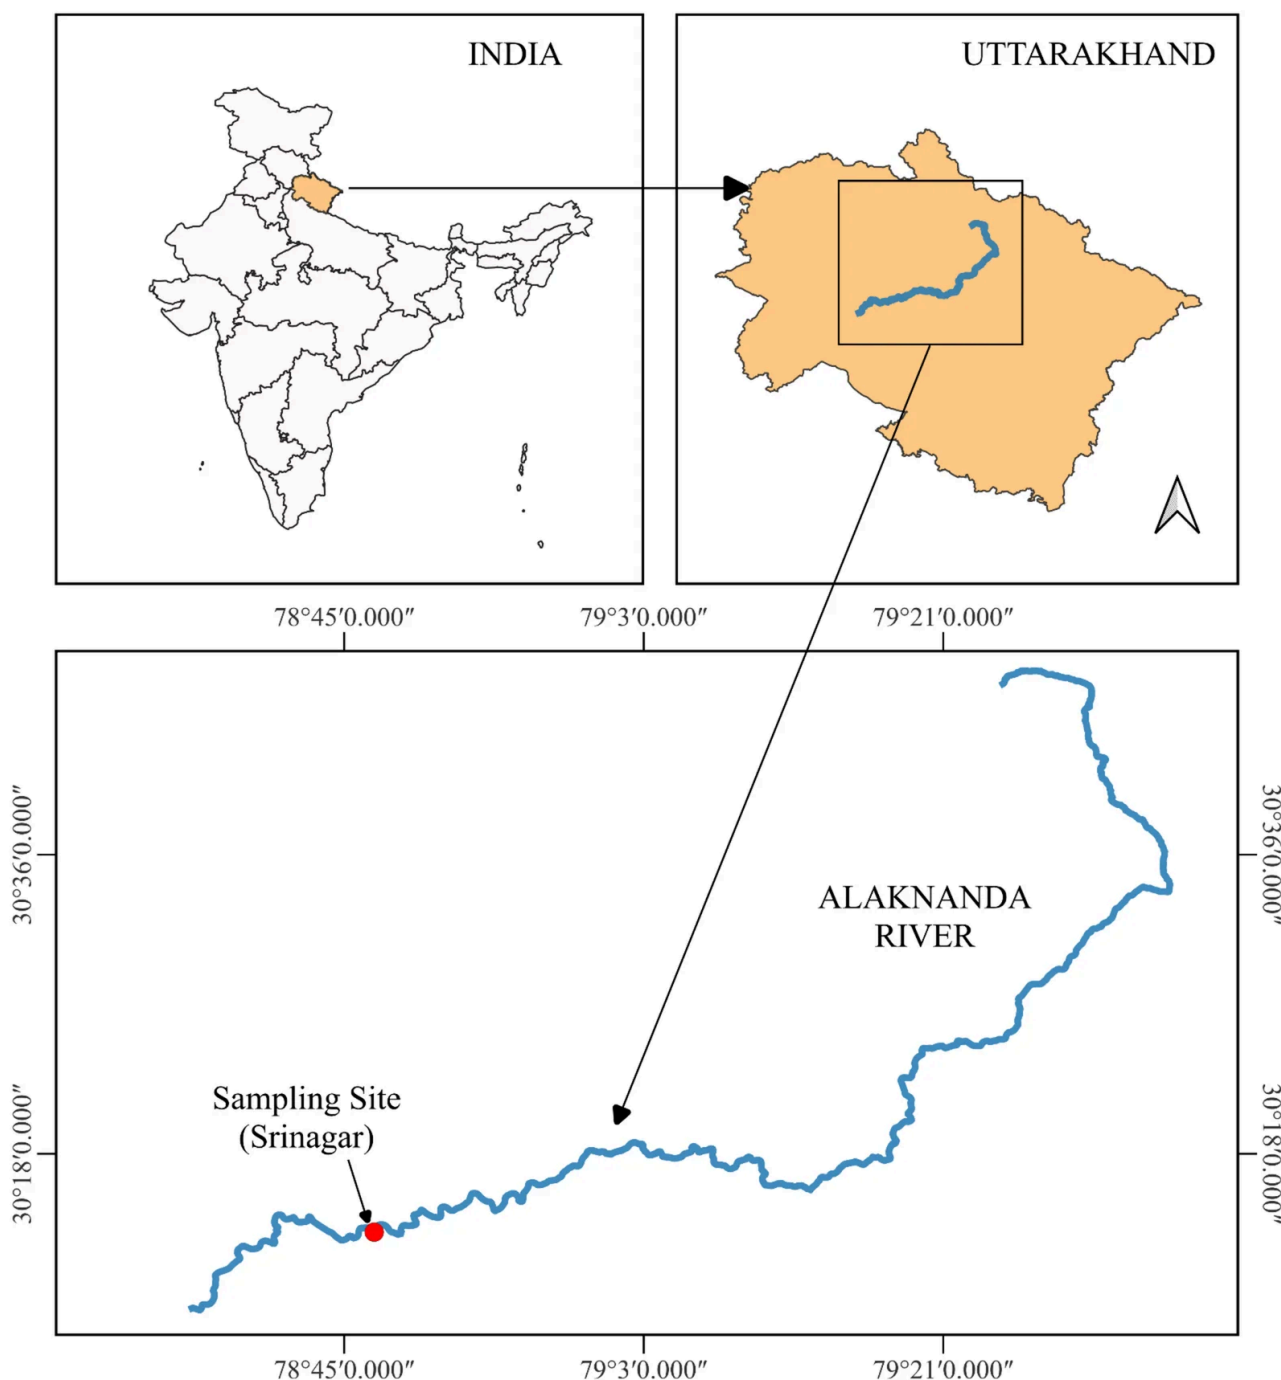 INDIA
UTTARAKHAND
78°45′0.000″
79°3′0.000″
79°21′0.000″
30°36′0.000″
30°36′0.000″
ALAKNANDA
RIVER
Sampling Site
(Srinagar)
30°18′0.000″
30°18′0.000″
78°45′0.000″
79°3′0.000″
79°21′0.000″